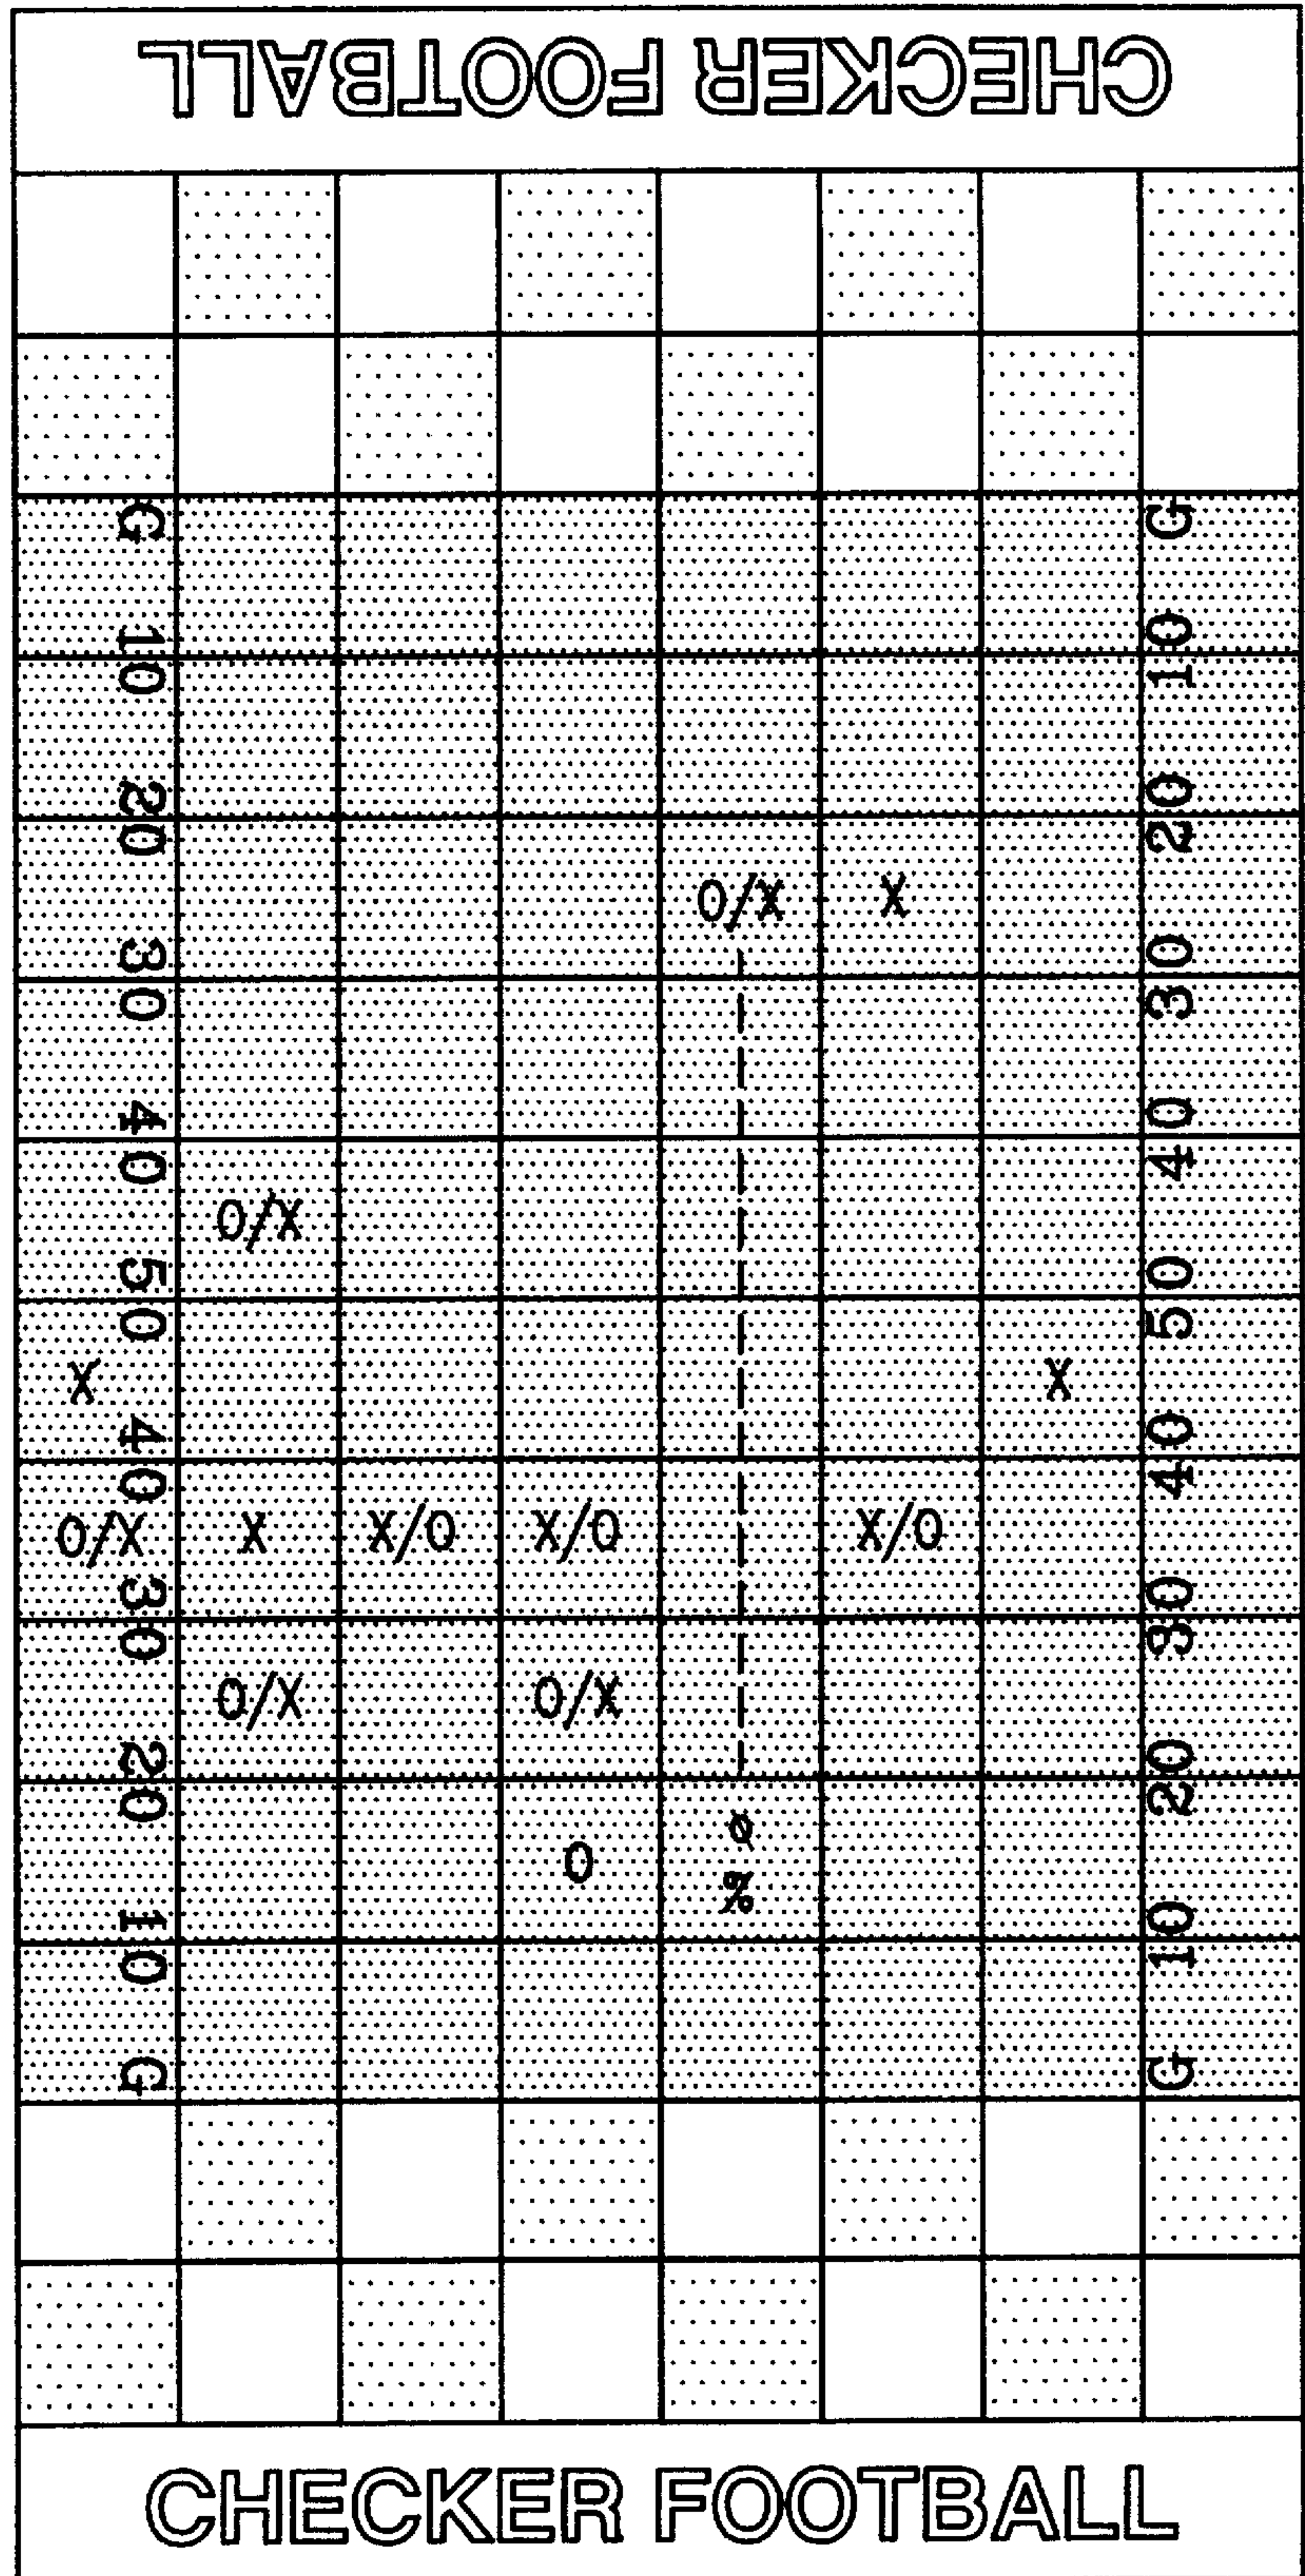 CHECKER FOOTBALL
G G
10 10
20 20
O/X X
30 30
40 40
O/X
50 50
X X
40 40
O/X X X/O X/O X/O
30 30
O/X O/X
20 20
Ø
O
%
10 10
G G
CHECKER FOOTBALL